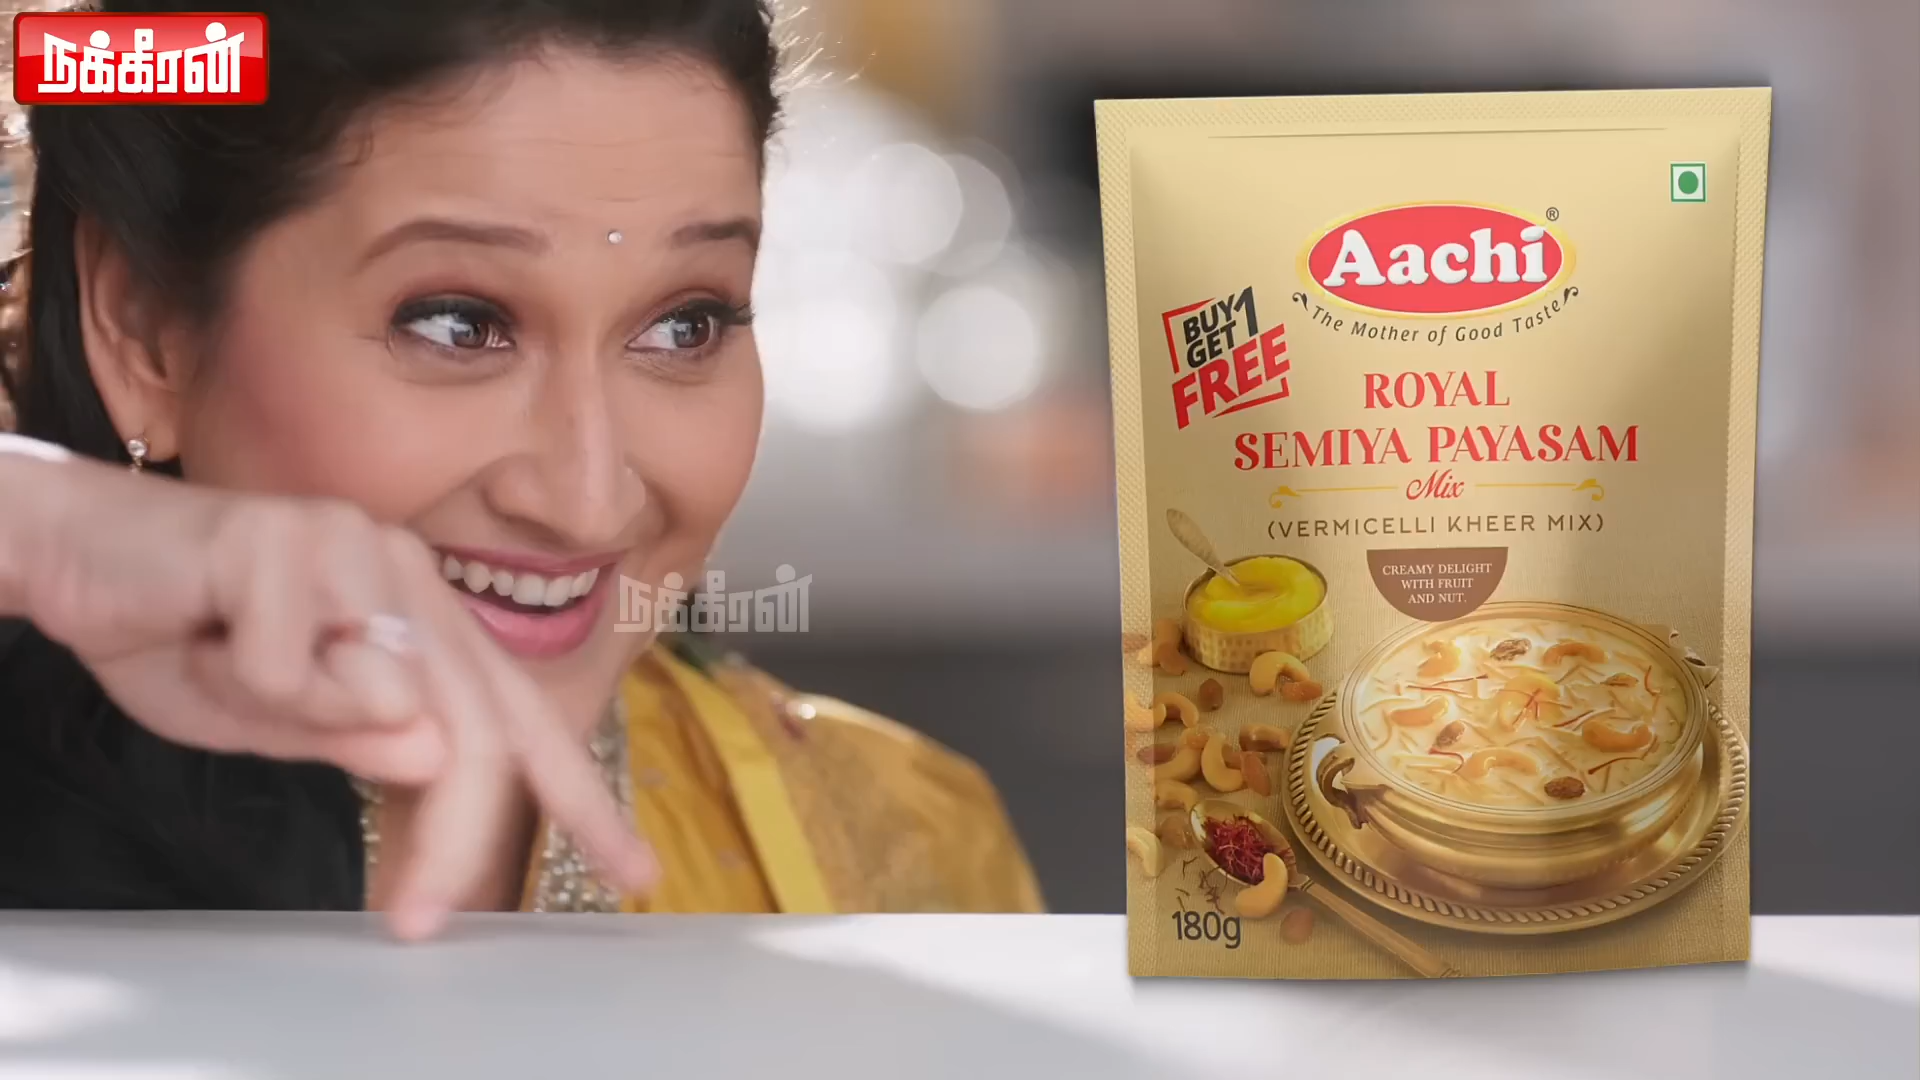 நக்கீரன்
Aachi®
The Mother of Good Taste
BUY 1
GET
FREE
ROYAL
SEMIYA PAYASAM
Mix
(VERMICELLI KHEER MIX)
CREAMY DELIGHT
WITH FRUIT
AND NUT.
நக்கீரன்
180g